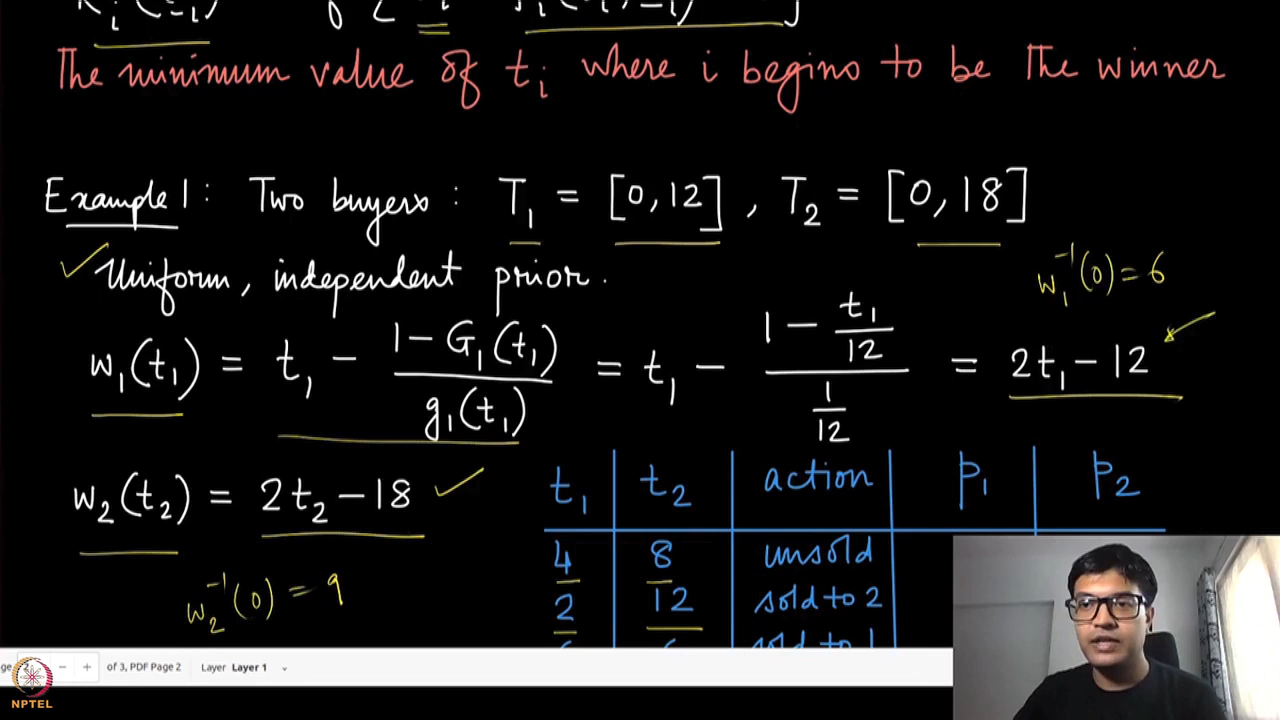 The minimum value of tᵢ where i begins to be the winner
Example 1 : Two buyers : T₁ = [0, 12] , T₂ = [0, 18]
Uniform, independent prior.
w₁⁻¹(0) = 6
w₁(t₁) = t₁ − (1 − G₁(t₁)) / g₁(t₁) = t₁ − (1 − t₁/12) / (1/12) = 2t₁ − 12
w₂(t₂) = 2t₂ − 18
w₂⁻¹(0) = 9
t₁ t₂ action p₁ p₂
4 8 unsold
2 12 sold to 2
of 3, PDF Page 2 Layer Layer 1
NPTEL